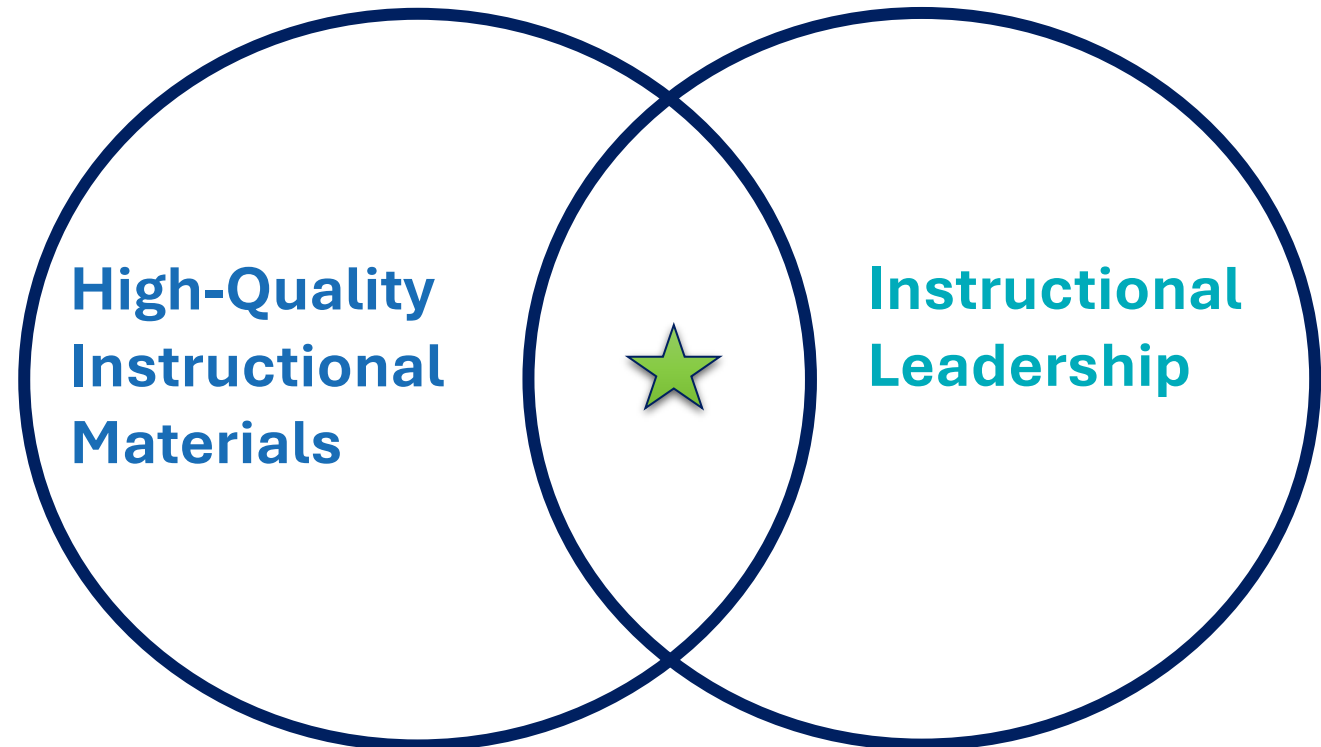 High-Quality
Instructional
Materials
Instructional
Leadership